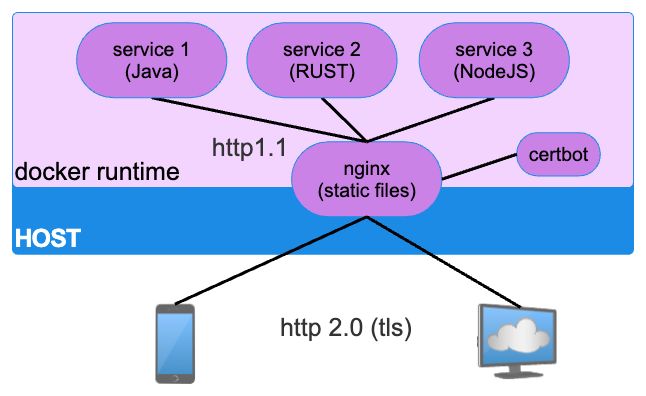 service 1
(Java)
service 2
(RUST)
service 3
(NodeJS)
http1.1
nginx
(static files)
certbot
docker runtime
HOST
http 2.0 (tls)